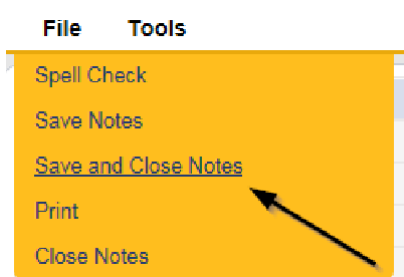 File Tools
Spell Check
Save Notes
Save and Close Notes
Print
Close Notes